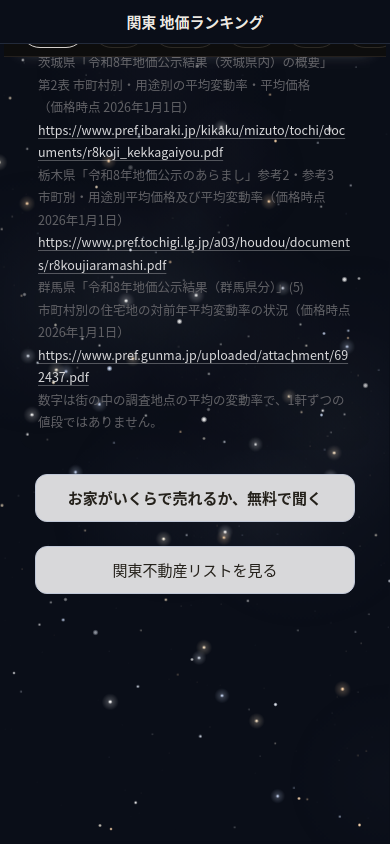 関東 地価ランキング
茨城県「令和8年地価公示結果（茨城県内）の概要」
第2表 市町村別・用途別の平均変動率・平均価格
（価格時点 2026年1月1日）
https://www.pref.ibaraki.jp/kikaku/mizuto/tochi/doc
uments/r8koji_kekkagaiyou.pdf
栃木県「令和8年地価公示のあらまし」参考2・参考3
市町村別・用途別平均価格及び平均変動率（価格時点
2026年1月1日）
https://www.pref.tochigi.lg.jp/a03/houdou/document
s/r8koujiaramashi.pdf
群馬県「令和8年地価公示結果（群馬県分）」(5)
市町村別の住宅地の対前年平均変動率の状況（価格時点
2026年1月1日）
https://www.pref.gunma.jp/uploaded/attachment/69
2437.pdf
数字は街の中の調査地点の平均の変動率で、1軒ずつの
値段ではありません。
お家がいくらで売れるか、無料で聞く
関東不動産リストを見る